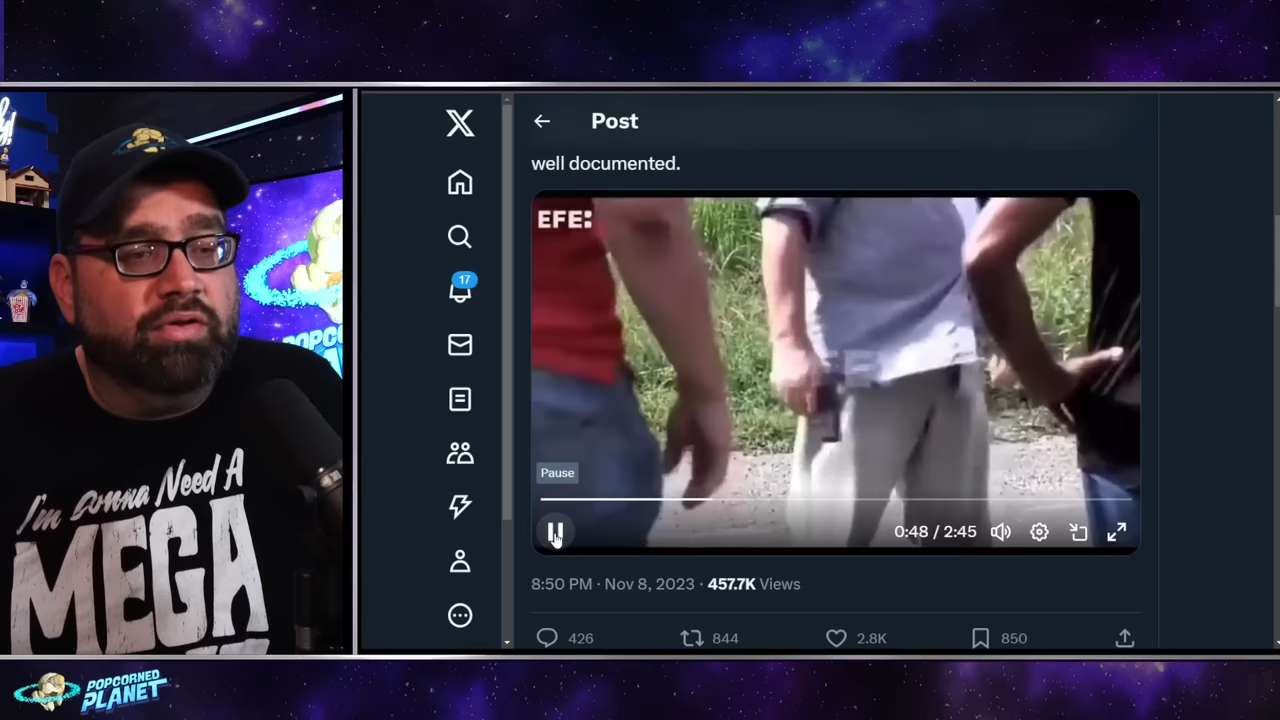 Post
well documented.
EFE:
17
Pause
0:48 / 2:45
8:50 PM · Nov 8, 2023 · 457.7K Views
426
844
2.8K
850
I'm Gonna Need A
MEGA
POPCORNED
PLANET